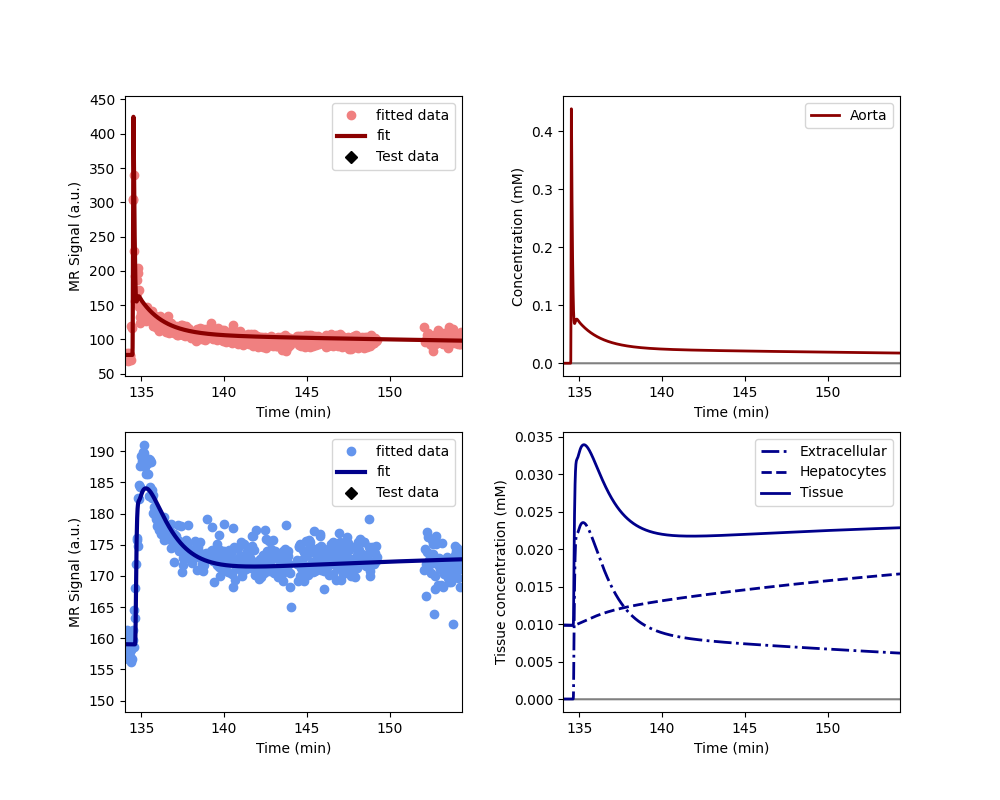 450
400
350
300
250
200
150
100
50
MR Signal (a.u.)
135
140
145
150
Time (min)
fitted data
fit
Test data
0.4
0.3
0.2
0.1
0.0
Concentration (mM)
135
140
145
150
Time (min)
Aorta
190
185
180
175
170
165
160
155
150
MR Signal (a.u.)
135
140
145
150
Time (min)
fitted data
fit
Test data
0.035
0.030
0.025
0.020
0.015
0.010
0.005
0.000
Tissue concentration (mM)
135
140
145
150
Time (min)
Extracellular
Hepatocytes
Tissue